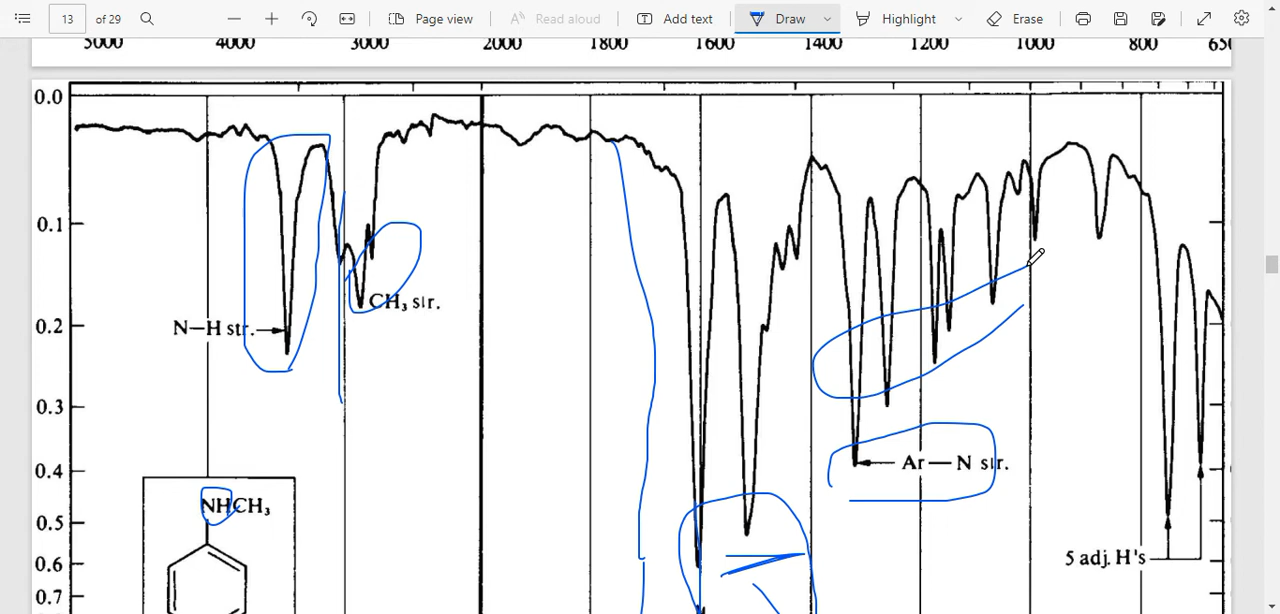 13 of 29 Page view Read aloud Add text Draw Highlight Erase
5000 4000 3000 2000 1800 1600 1400 1200 1000 800 650
0.0
0.1
CH₃ str.
N—H str.
0.2
0.3
0.4
Ar—N str.
NHCH₃
0.5
5 adj. H's
0.6
0.7